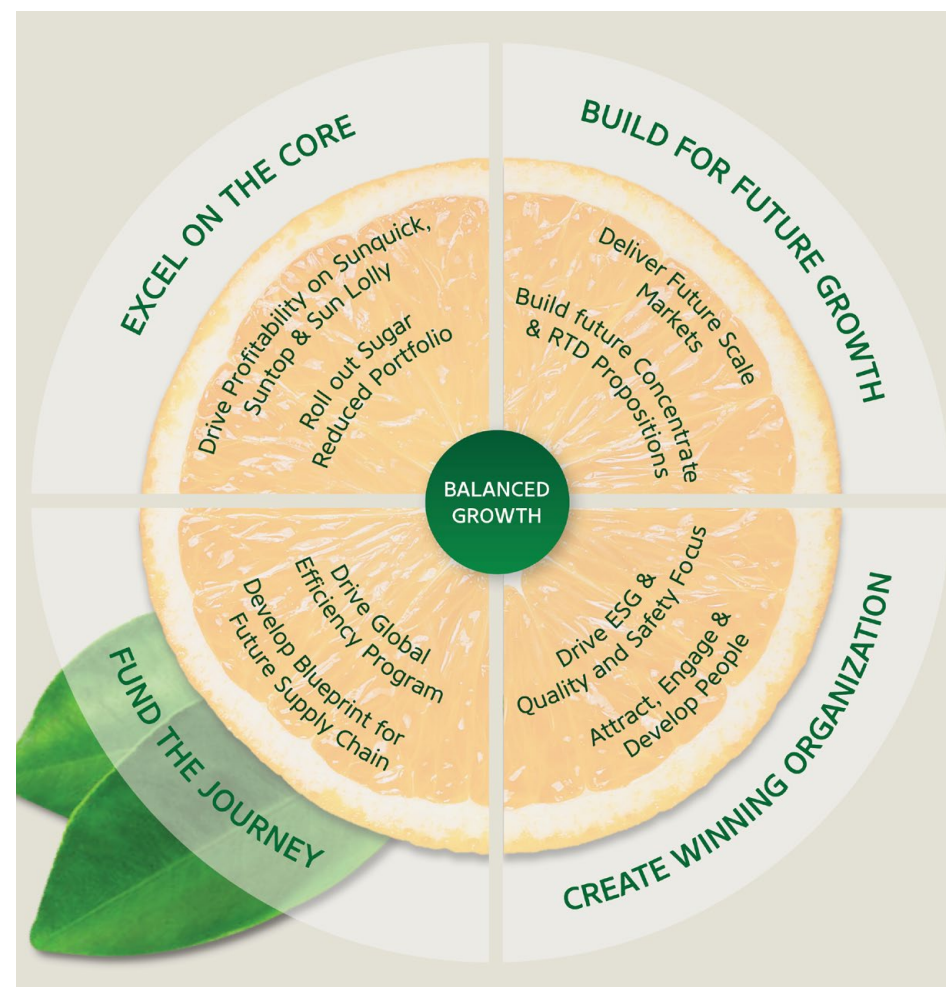 EXCEL ON THE CORE
Drive Profitability on Sunquick,
Suntop & Sun Lolly
Roll out Sugar
Reduced Portfolio
BUILD FOR FUTURE GROWTH
Deliver Future Scale
Markets
Build future Concentrate
& RTD Propositions
BALANCED
GROWTH
FUND THE JOURNEY
Drive Global
Efficiency Program
Develop Blueprint for
Future Supply Chain
CREATE WINNING ORGANIZATION
Drive ESG &
Quality and Safety Focus
Attract, Engage &
Develop People